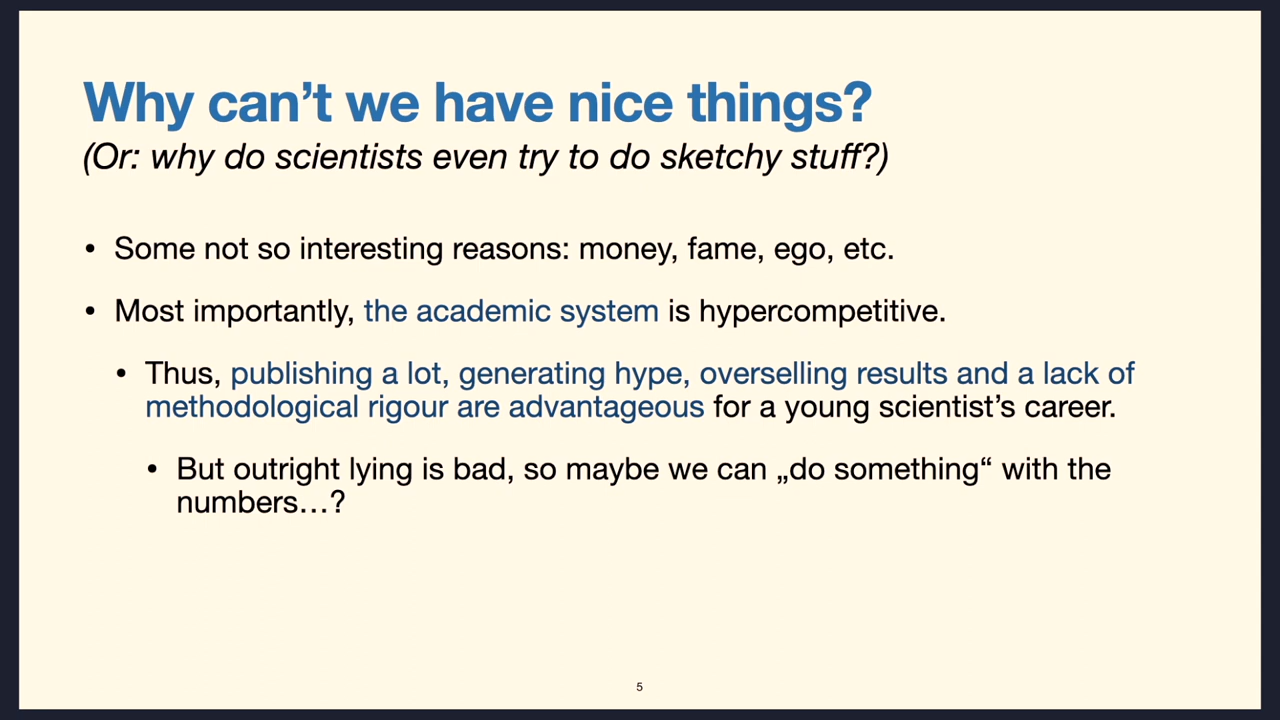 Why can’t we have nice things?
(Or: why do scientists even try to do sketchy stuff?)
• Some not so interesting reasons: money, fame, ego, etc.
• Most importantly, the academic system is hypercompetitive.
• Thus, publishing a lot, generating hype, overselling results and a lack of
methodological rigour are advantageous for a young scientist’s career.
• But outright lying is bad, so maybe we can „do something“ with the
numbers…?
5